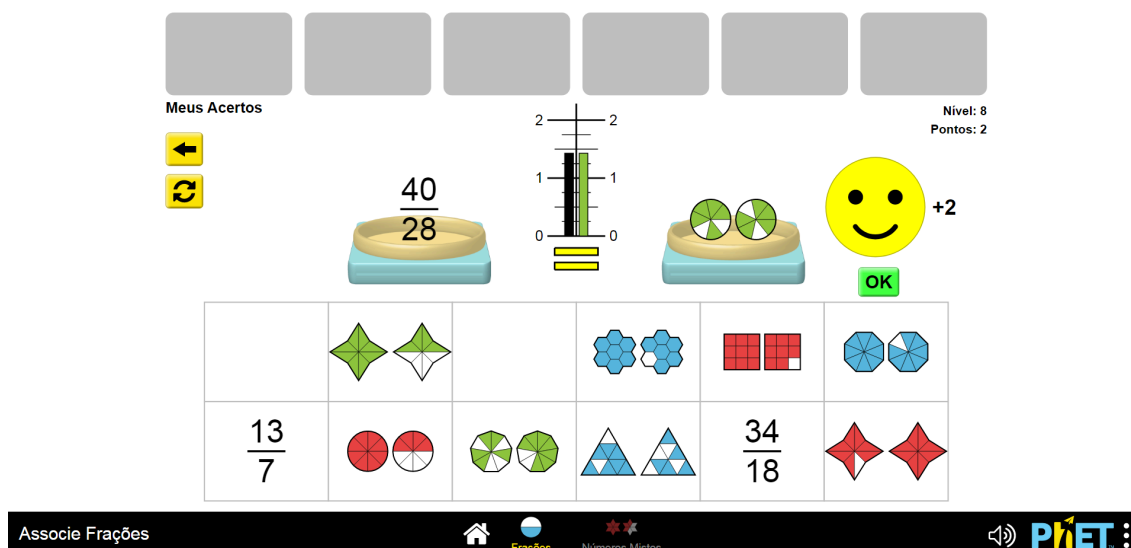 Meus Acertos
Nível: 8
Pontos: 2
2 2
1 1
0 0
40
28
+2
OK
13
7
34
18
Associe Frações
Frações
Números Mistos
PhET